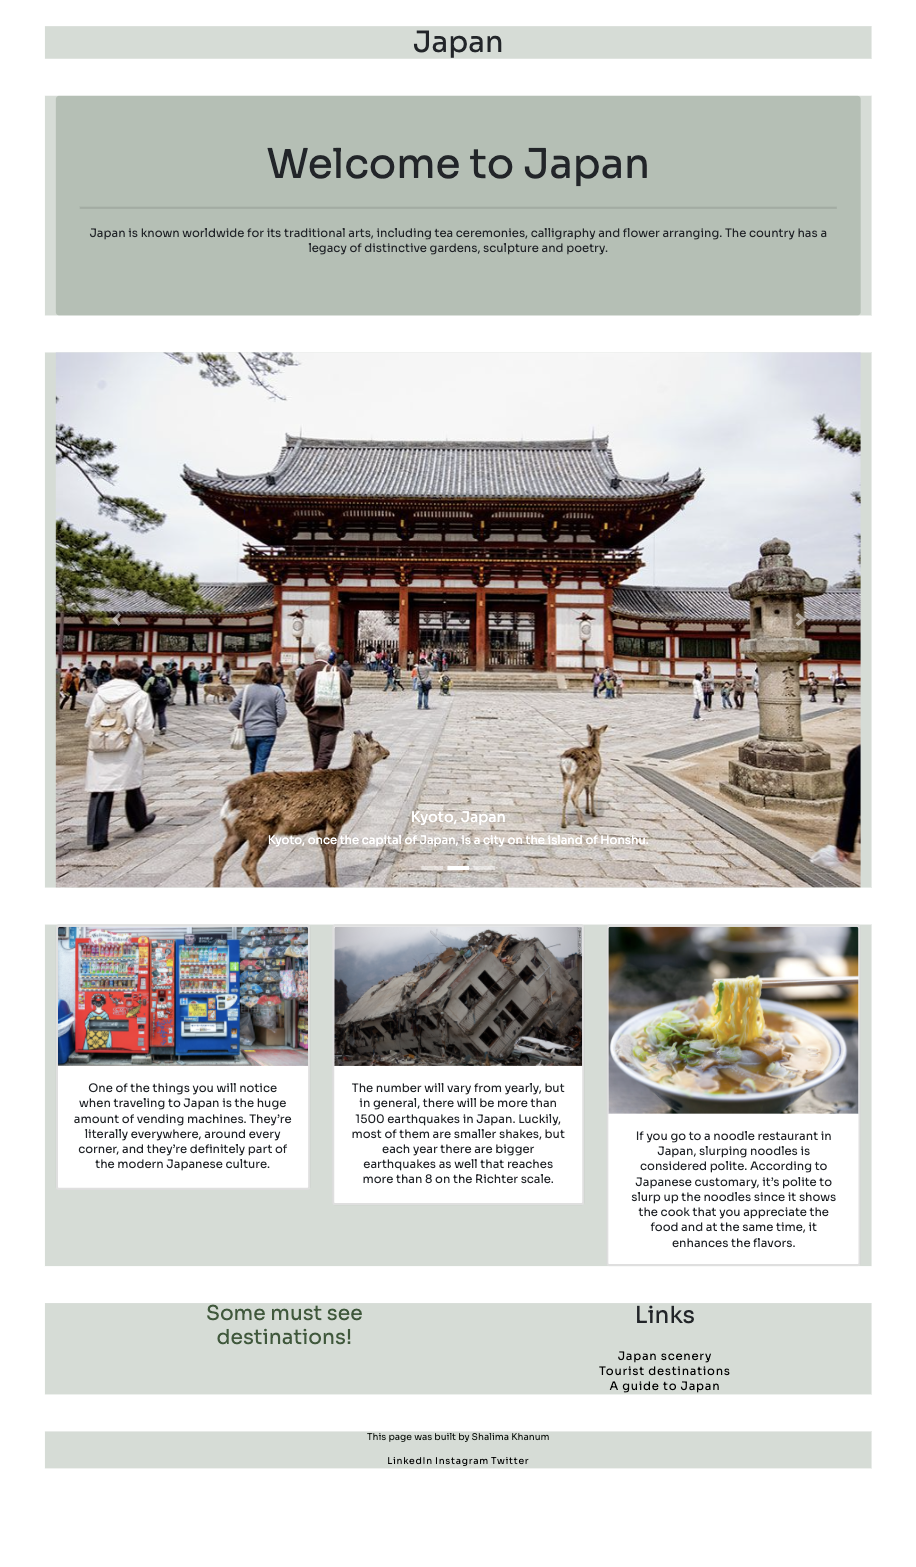 Japan
Welcome to Japan
Japan is known worldwide for its traditional arts, including tea ceremonies, calligraphy and flower arranging. The country has a
legacy of distinctive gardens, sculpture and poetry.
大
Kyoto, Japan
Kyoto, once the capital of Japan, is a city on the island of Honshu.
One of the things you will notice
when traveling to Japan is the huge
amount of vending machines. They’re
literally everywhere, around every
corner, and they’re definitely part of
the modern Japanese culture.
The number will vary from yearly, but
in general, there will be more than
1500 earthquakes in Japan. Luckily,
most of them are smaller shakes, but
each year there are bigger
earthquakes as well that reaches
more than 8 on the Richter scale.
If you go to a noodle restaurant in
Japan, slurping noodles is
considered polite. According to
Japanese customary, it’s polite to
slurp up the noodles since it shows
the cook that you appreciate the
food and at the same time, it
enhances the flavors.
Some must see
destinations!
Links
Japan scenery
Tourist destinations
A guide to Japan
This page was built by Shalima Khanum
LinkedIn Instagram Twitter